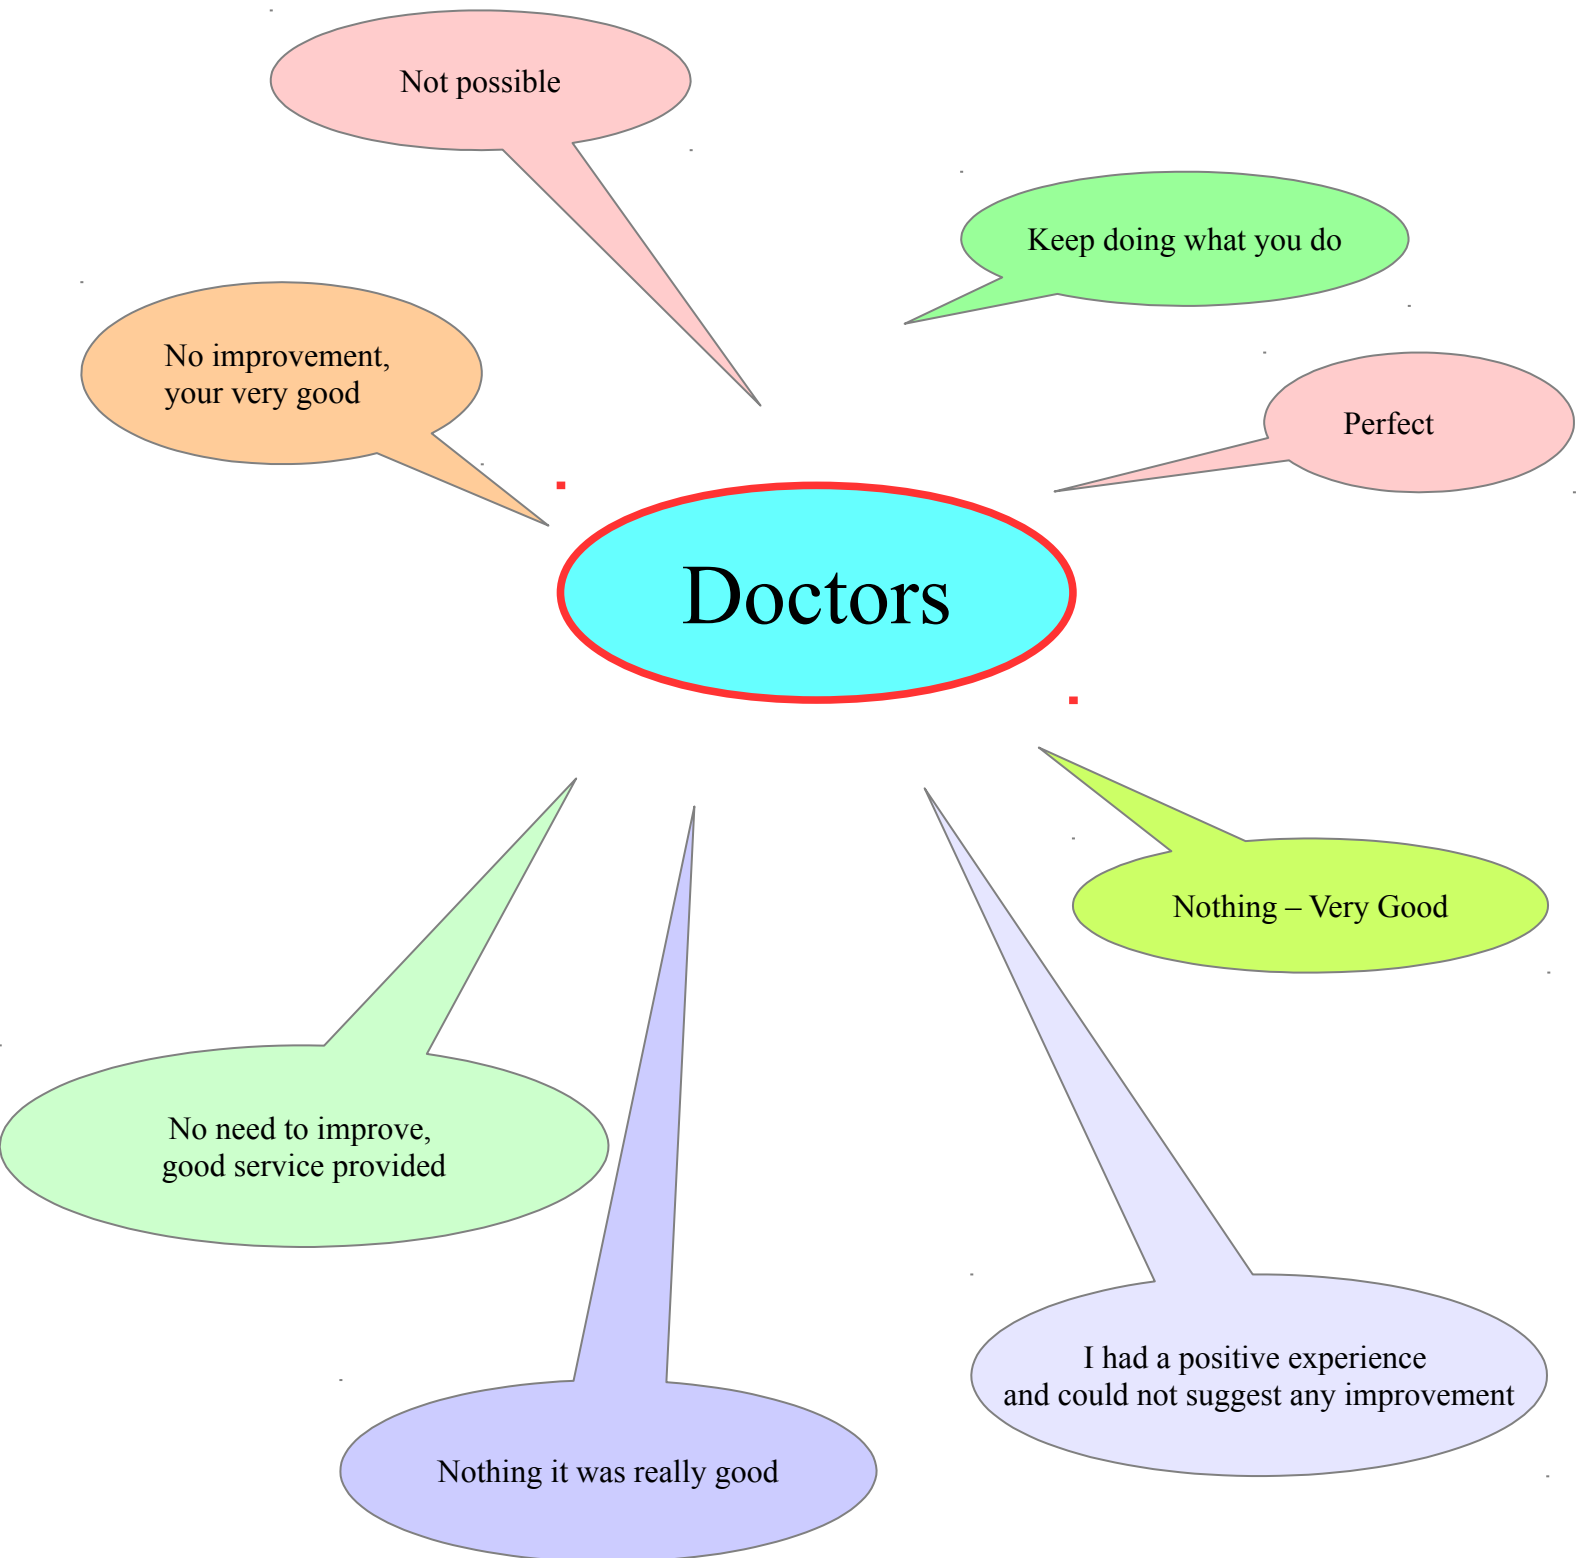 Not possible
Keep doing what you do
No improvement,
your very good
Perfect
Doctors
Nothing – Very Good
No need to improve,
good service provided
I had a positive experience
and could not suggest any improvement
Nothing it was really good